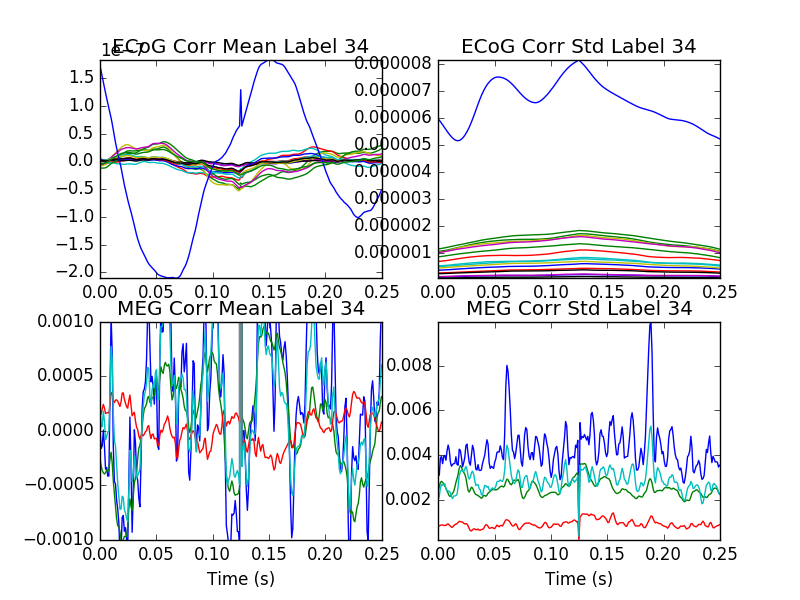 1e−7
ECoG Corr Mean Label 34
1.5
1.0
0.5
0.0
−0.5
−1.0
−1.5
−2.0
0.00 0.05 0.10 0.15 0.20 0.25
ECoG Corr Std Label 34
0.000008
0.000007
0.000006
0.000005
0.000004
0.000003
0.000002
0.000001
0.00 0.05 0.10 0.15 0.20 0.25
MEG Corr Mean Label 34
0.0010
0.0005
0.0000
−0.0005
−0.0010
0.00 0.05 0.10 0.15 0.20 0.25
Time (s)
MEG Corr Std Label 34
0.008
0.006
0.004
0.002
0.00 0.05 0.10 0.15 0.20 0.25
Time (s)